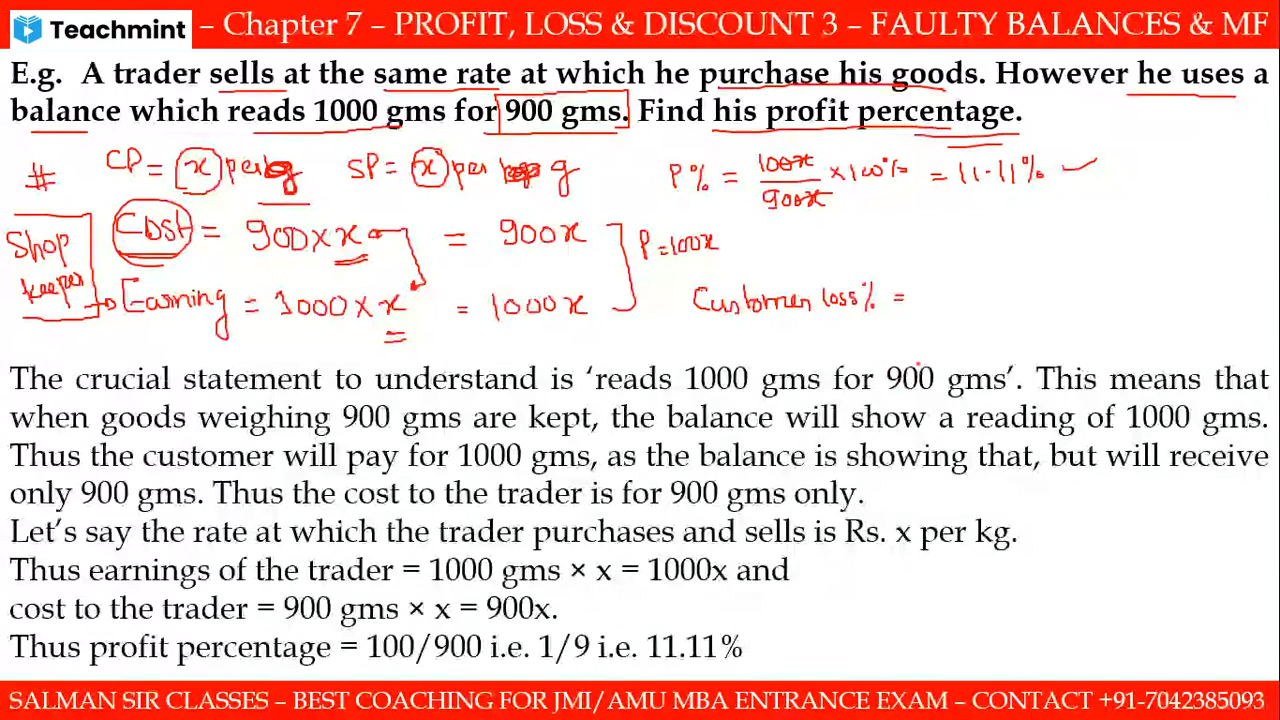 Teachmint – Chapter 7 – PROFIT, LOSS & DISCOUNT 3 – FAULTY BALANCES & MF
E.g. A trader sells at the same rate at which he purchase his goods. However he uses a
balance which reads 1000 gms for 900 gms. Find his profit percentage.
# CP = x per g SP = x per g P% = 100x/900x × 100% = 11.11%
Shop keeper
Cost = 900 × x = 900x
P = 100x
Earning = 1000 × x = 1000x
Customer loss% =
The crucial statement to understand is ‘reads 1000 gms for 900 gms’. This means that
when goods weighing 900 gms are kept, the balance will show a reading of 1000 gms.
Thus the customer will pay for 1000 gms, as the balance is showing that, but will receive
only 900 gms. Thus the cost to the trader is for 900 gms only.
Let’s say the rate at which the trader purchases and sells is Rs. x per kg.
Thus earnings of the trader = 1000 gms × x = 1000x and
cost to the trader = 900 gms × x = 900x.
Thus profit percentage = 100/900 i.e. 1/9 i.e. 11.11%
SALMAN SIR CLASSES – BEST COACHING FOR JMI/AMU MBA ENTRANCE EXAM – CONTACT +91-7042385093